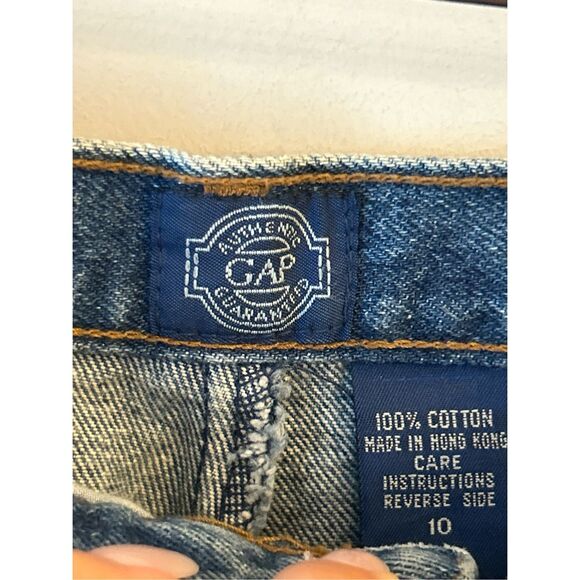 AUTHENTIC
GAP
GUARANTEED
100% COTTON
MADE IN HONG KONG
CARE
INSTRUCTIONS
REVERSE SIDE
10